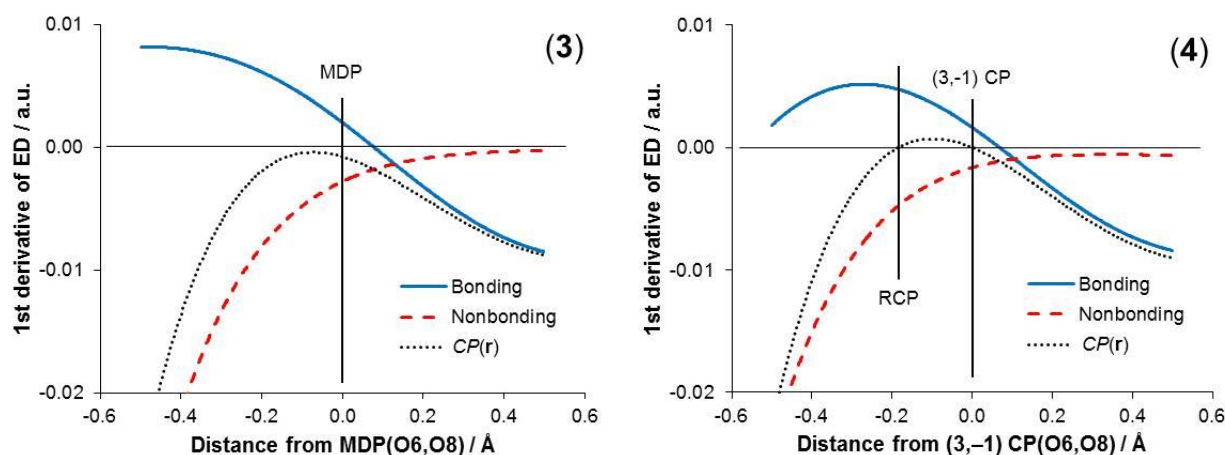 0.01
(3)
MDP
0.00
1st derivative of ED / a.u.
-0.01
Bonding
Nonbonding
CP(r)
-0.02
-0.6 -0.4 -0.2 0.0 0.2 0.4 0.6
Distance from MDP(O6,O8) / Å
0.01
(4)
(3,-1) CP
0.00
1st derivative of ED / a.u.
-0.01
RCP
Bonding
Nonbonding
CP(r)
-0.02
-0.6 -0.4 -0.2 0.0 0.2 0.4 0.6
Distance from (3,–1) CP(O6,O8) / Å